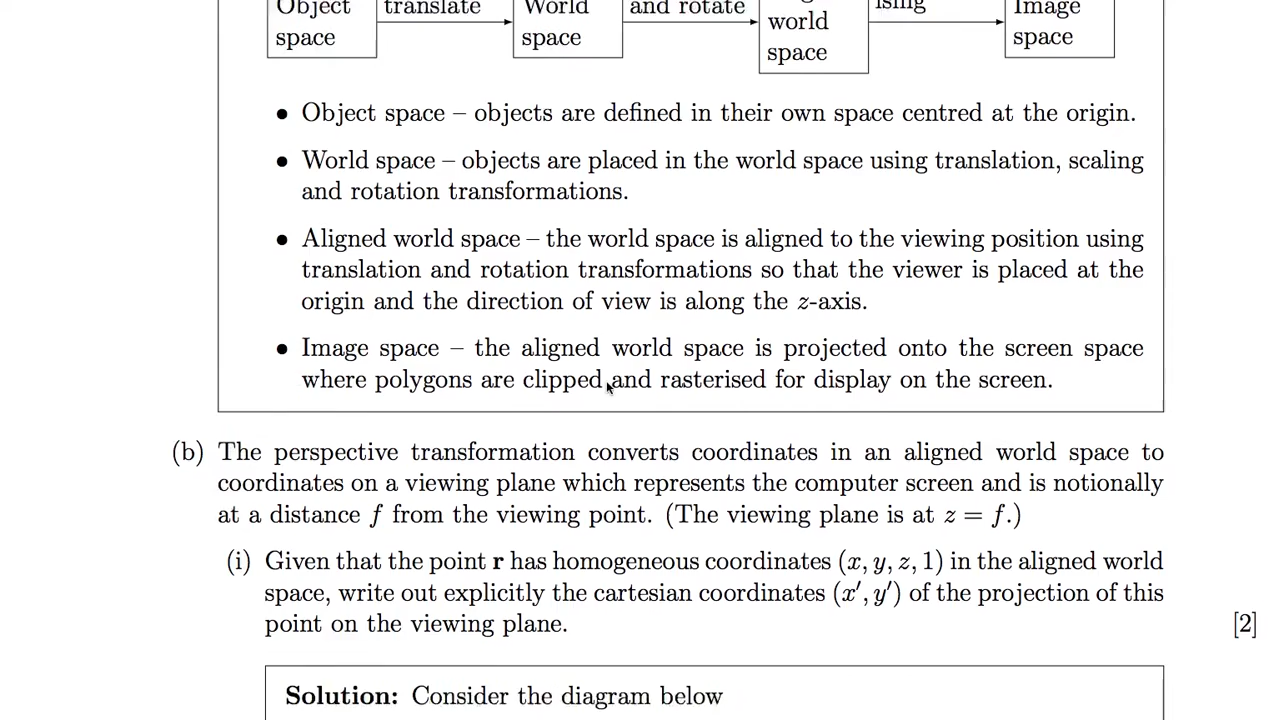 Object translate World and rotate world ising Image
space space space space
Object space – objects are defined in their own space centred at the origin.
World space – objects are placed in the world space using translation, scaling
and rotation transformations.
Aligned world space – the world space is aligned to the viewing position using
translation and rotation transformations so that the viewer is placed at the
origin and the direction of view is along the z-axis.
Image space – the aligned world space is projected onto the screen space
where polygons are clipped and rasterised for display on the screen.
(b) The perspective transformation converts coordinates in an aligned world space to
coordinates on a viewing plane which represents the computer screen and is notionally
at a distance f from the viewing point. (The viewing plane is at z = f.)
(i) Given that the point r has homogeneous coordinates (x, y, z, 1) in the aligned world
space, write out explicitly the cartesian coordinates (x′, y′) of the projection of this
point on the viewing plane. [2]
Solution: Consider the diagram below